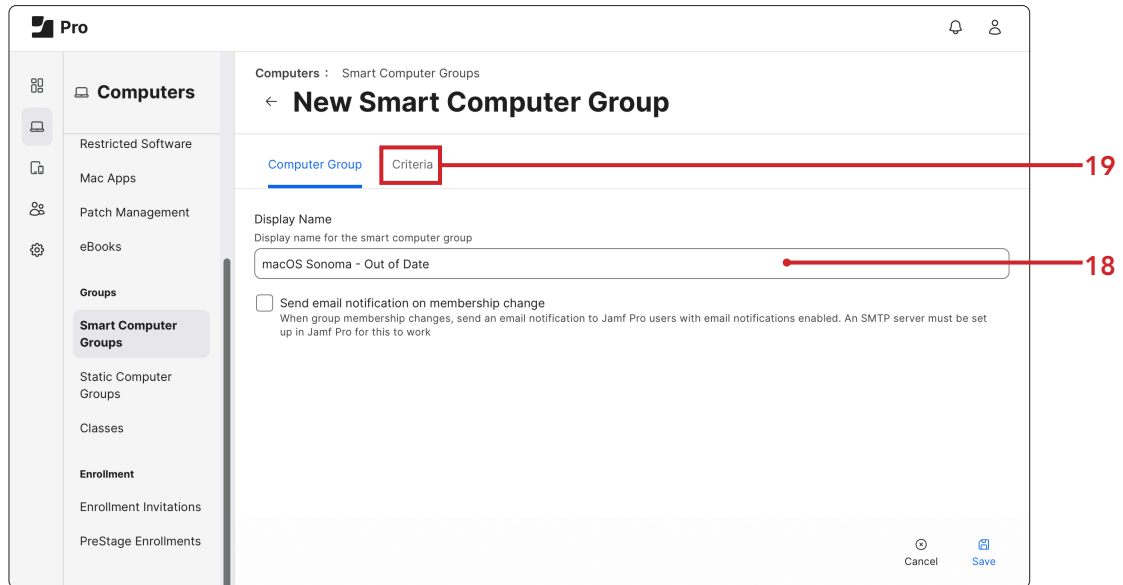 Pro
Computers
Restricted Software
Mac Apps
Patch Management
eBooks
Groups
Smart Computer
Groups
Static Computer
Groups
Classes
Enrollment
Enrollment Invitations
PreStage Enrollments
Computers : Smart Computer Groups
← New Smart Computer Group
Computer Group Criteria
19
Display Name
Display name for the smart computer group
macOS Sonoma - Out of Date
18
Send email notification on membership change
When group membership changes, send an email notification to Jamf Pro users with email notifications enabled. An SMTP server must be set
up in Jamf Pro for this to work
Cancel Save